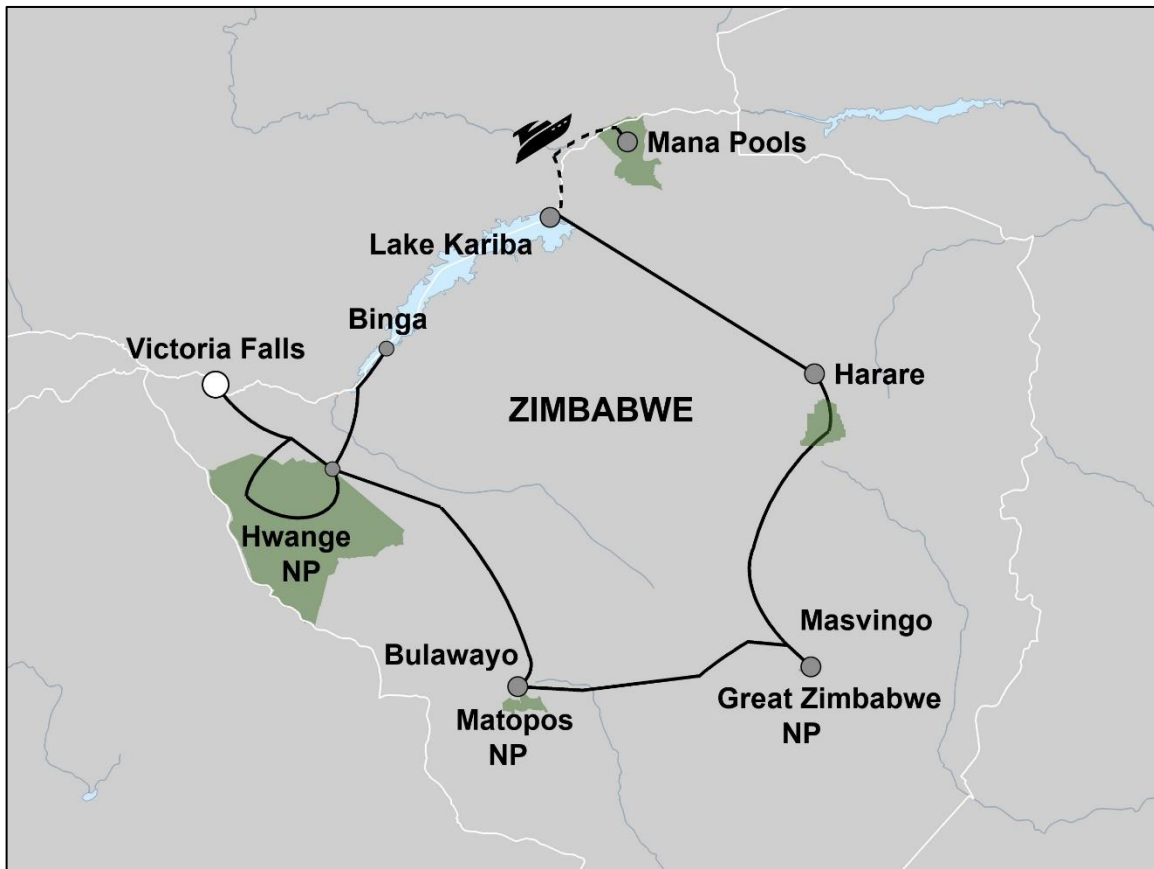 Mana Pools
Lake Kariba
Binga
Victoria Falls
Harare
ZIMBABWE
Hwange
NP
Masvingo
Bulawayo
Great Zimbabwe
NP
Matopos
NP